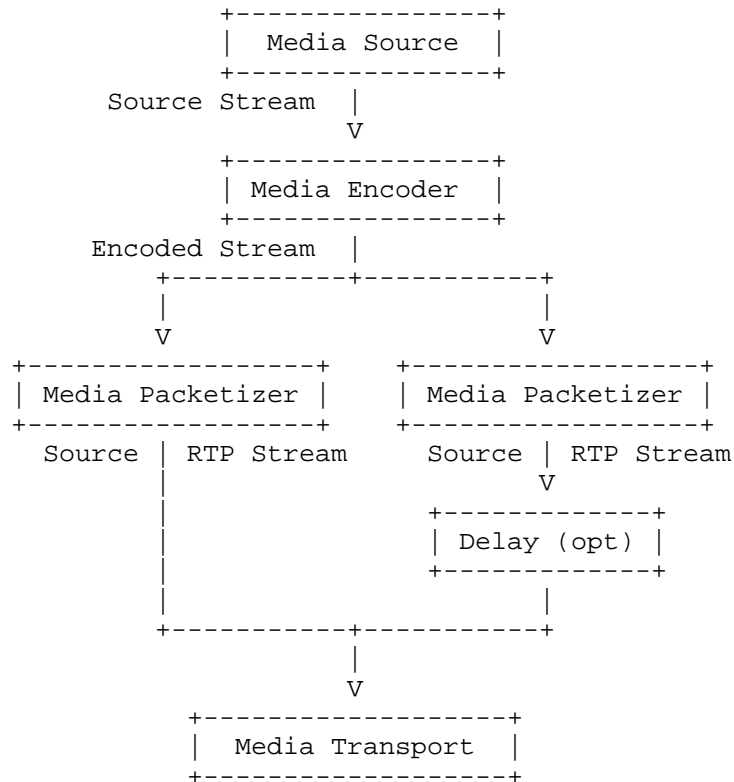 Media Source
Source Stream
V
Media Encoder
Encoded Stream
V V
Media Packetizer Media Packetizer
Source RTP Stream Source RTP Stream
V
Delay (opt)
V
Media Transport